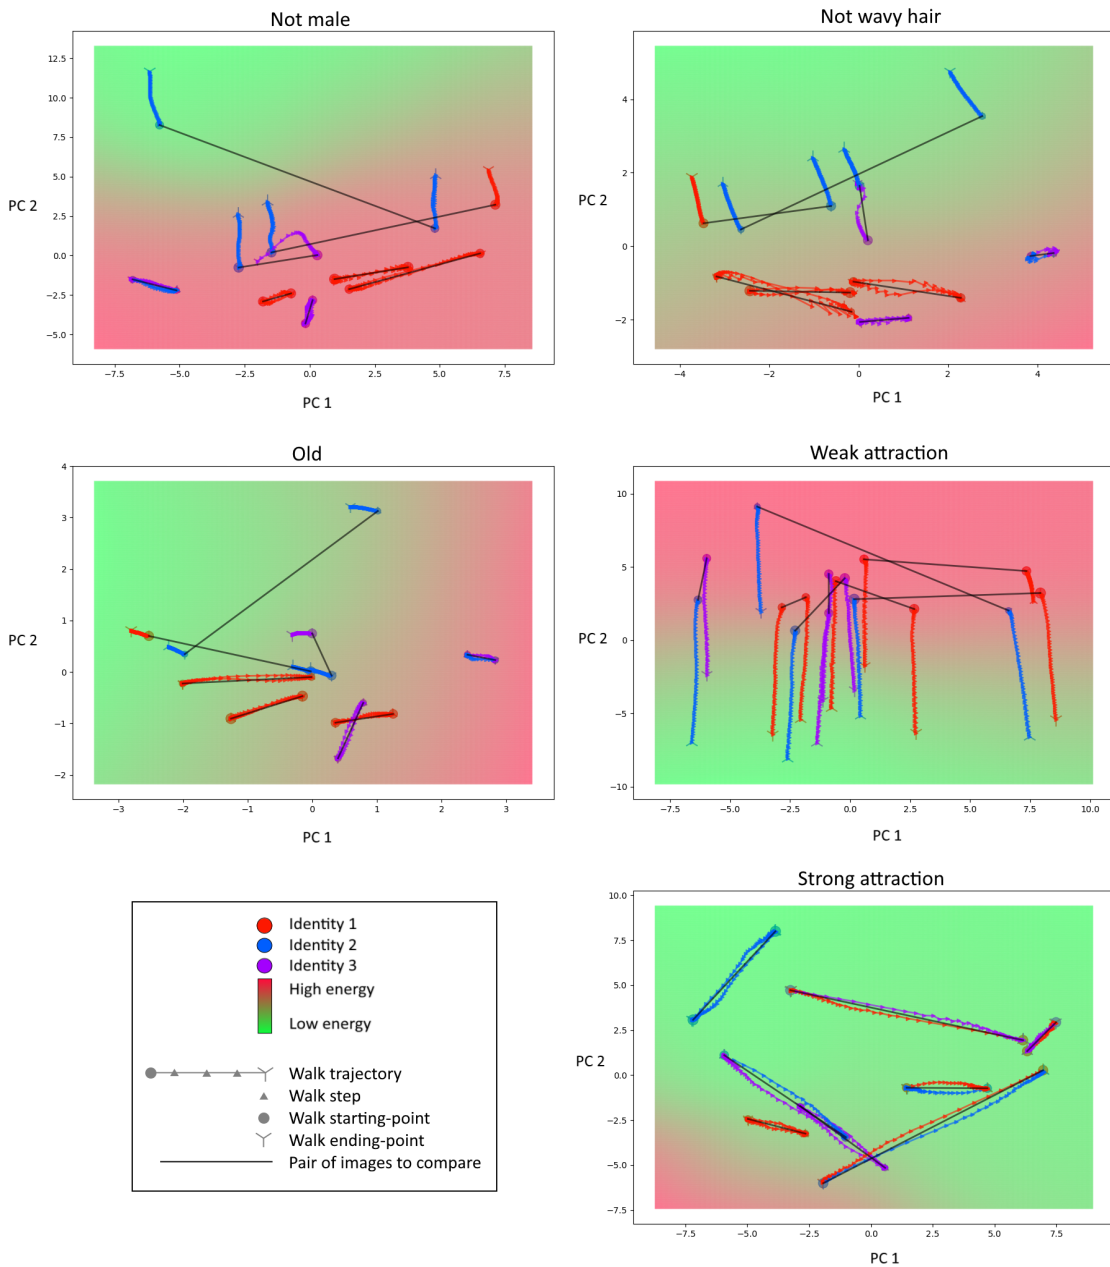 Not male
12.5
10.0
7.5
5.0
2.5
0.0
−2.5
−5.0
PC 2
−7.5
−5.0
−2.5
0.0
2.5
5.0
7.5
PC 1
Not wavy hair
4
2
0
−2
PC 2
−4
−2
0
2
4
PC 1
Old
4
3
2
1
0
−1
−2
PC 2
−3
−2
−1
0
1
2
3
PC 1
Weak attraction
10
5
0
−5
−10
PC 2
−7.5
−5.0
−2.5
0.0
2.5
5.0
7.5
10.0
PC 1
Identity 1
Identity 2
Identity 3
High energy
Low energy
Walk trajectory
Walk step
Walk starting-point
Walk ending-point
Pair of images to compare
Strong attraction
10.0
7.5
5.0
2.5
0.0
−2.5
−5.0
−7.5
PC 2
−7.5
−5.0
−2.5
0.0
2.5
5.0
7.5
PC 1